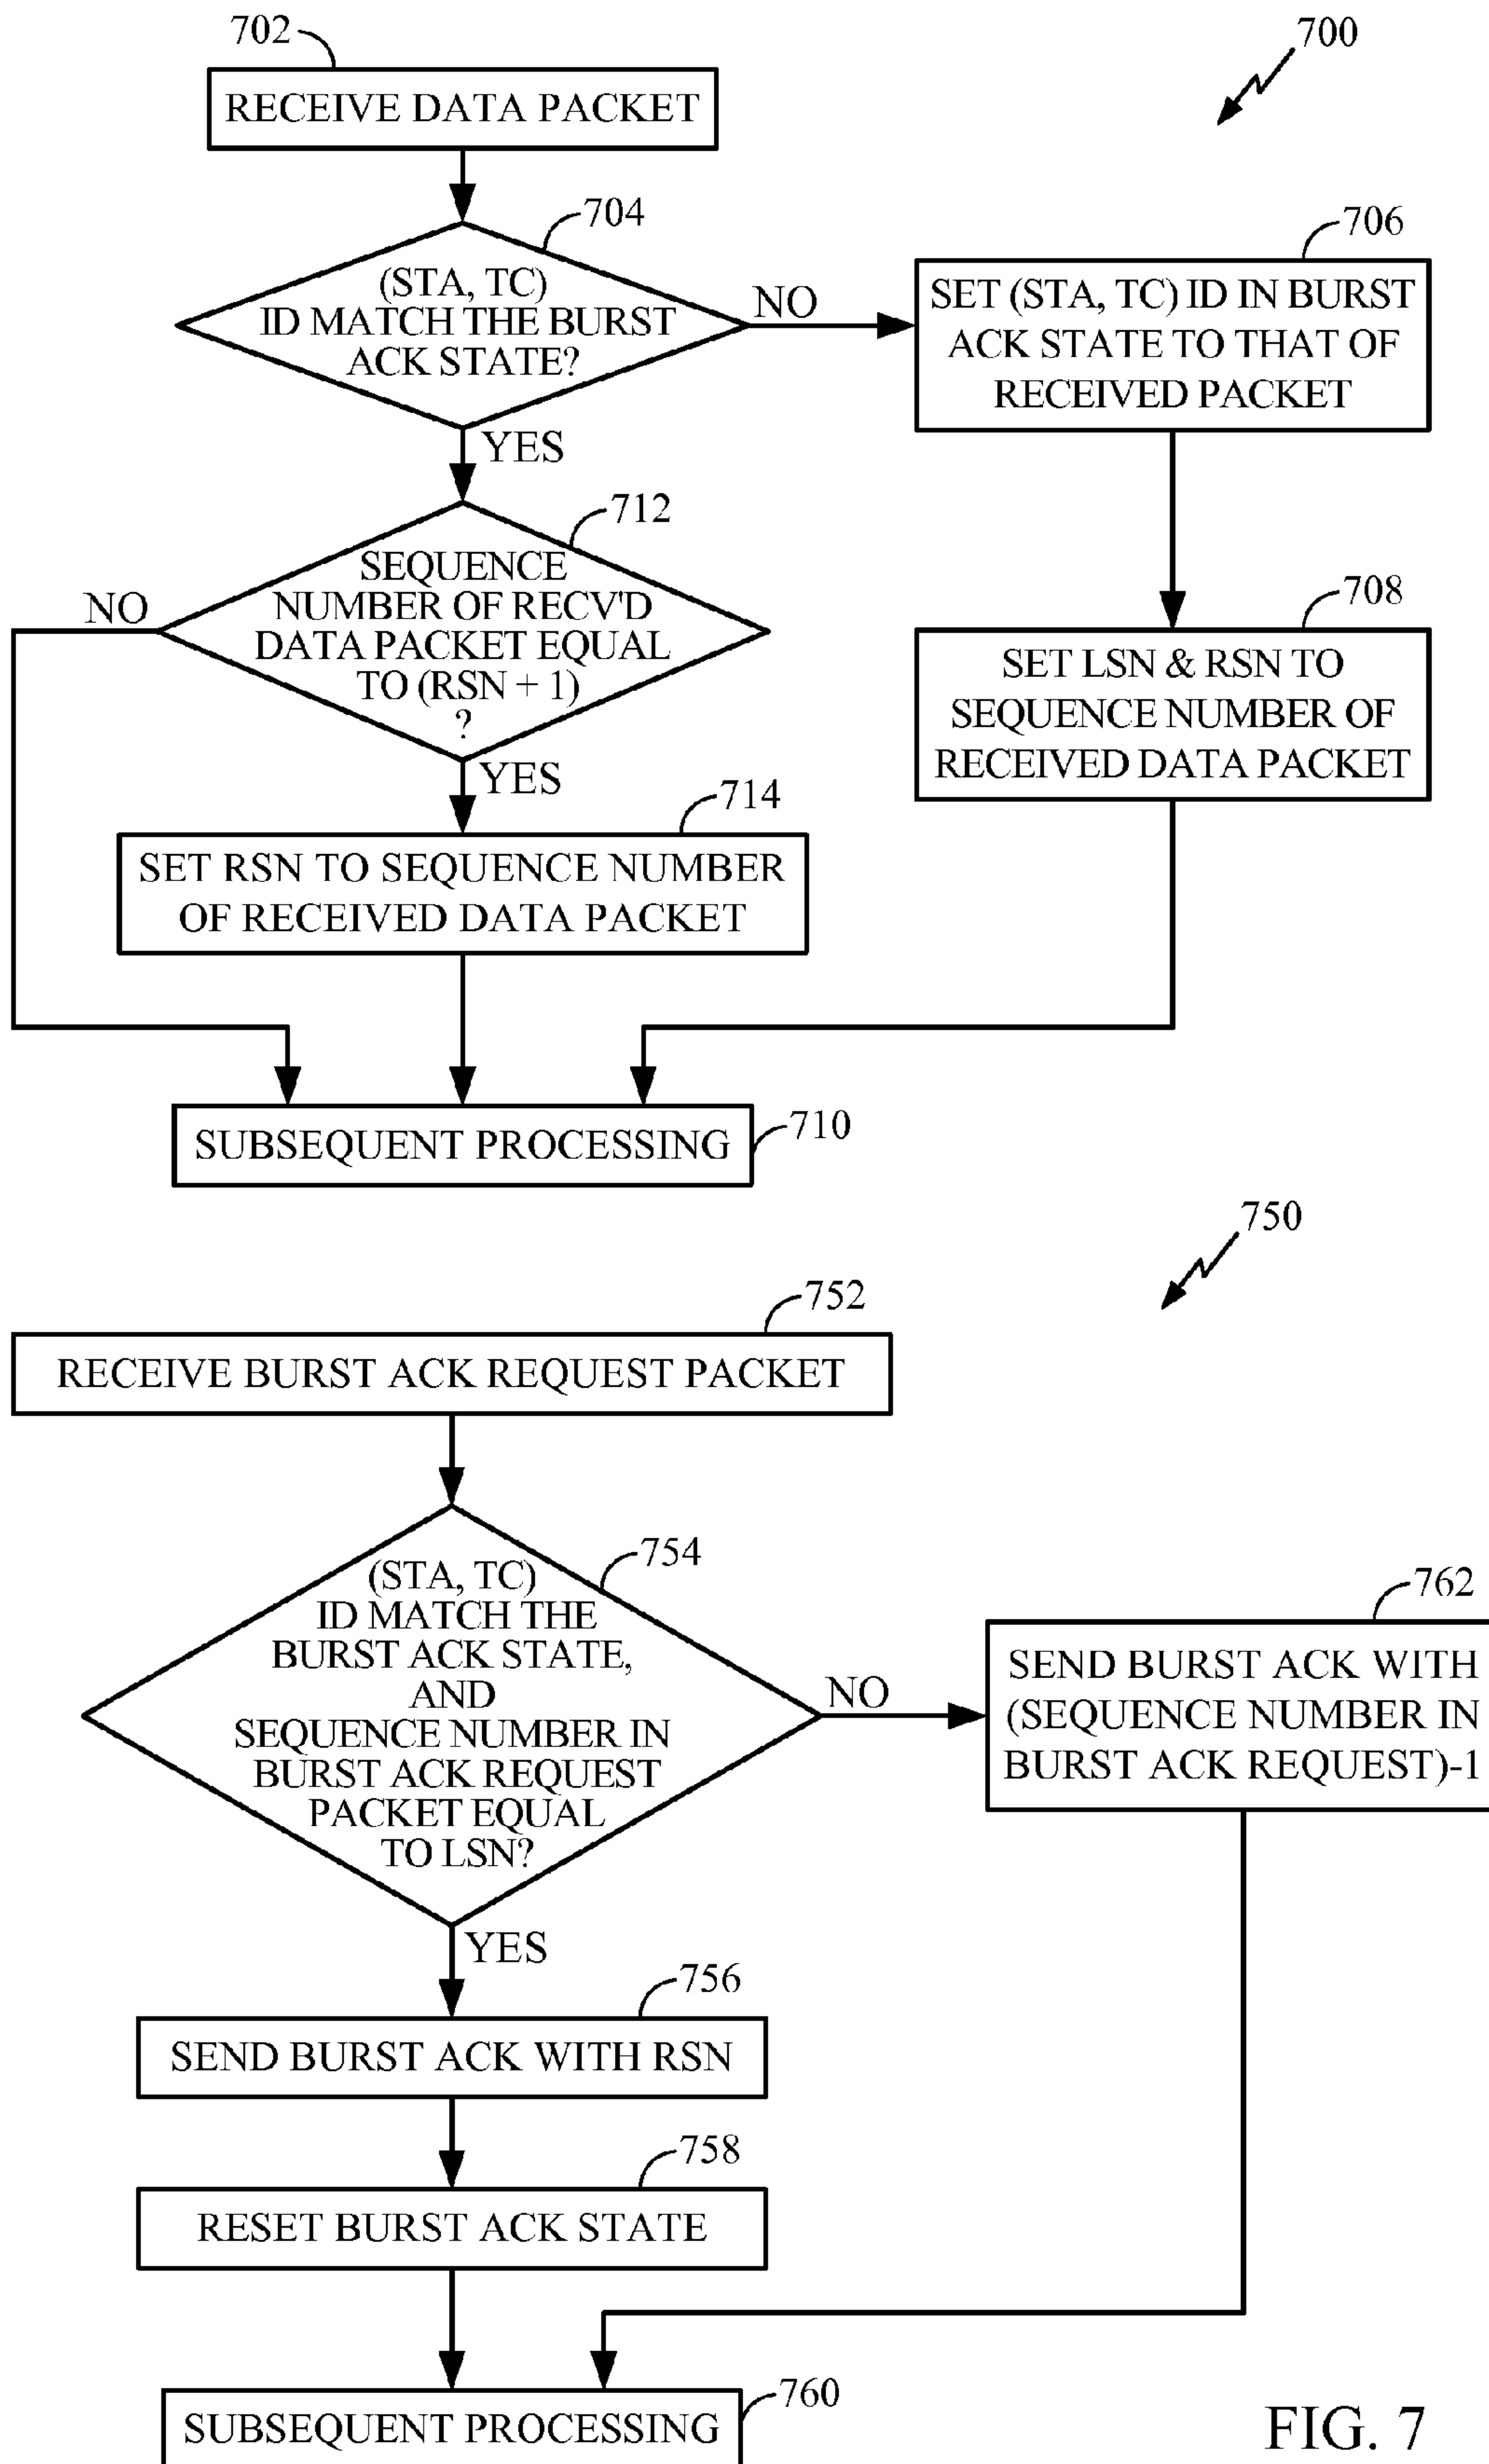 702
700
RECEIVE DATA PACKET
704
(STA, TC)
ID MATCH THE BURST
ACK STATE?
NO
YES
706
SET (STA, TC) ID IN BURST
ACK STATE TO THAT OF
RECEIVED PACKET
712
SEQUENCE
NUMBER OF RECV'D
DATA PACKET EQUAL
TO (RSN + 1)
?
NO
YES
708
SET LSN & RSN TO
SEQUENCE NUMBER OF
RECEIVED DATA PACKET
714
SET RSN TO SEQUENCE NUMBER
OF RECEIVED DATA PACKET
SUBSEQUENT PROCESSING
710
750
752
RECEIVE BURST ACK REQUEST PACKET
754
(STA, TC)
ID MATCH THE
BURST ACK STATE,
AND
SEQUENCE NUMBER IN
BURST ACK REQUEST
PACKET EQUAL
TO LSN?
NO
YES
762
SEND BURST ACK WITH
(SEQUENCE NUMBER IN
BURST ACK REQUEST)-1
756
SEND BURST ACK WITH RSN
758
RESET BURST ACK STATE
760
SUBSEQUENT PROCESSING
FIG. 7